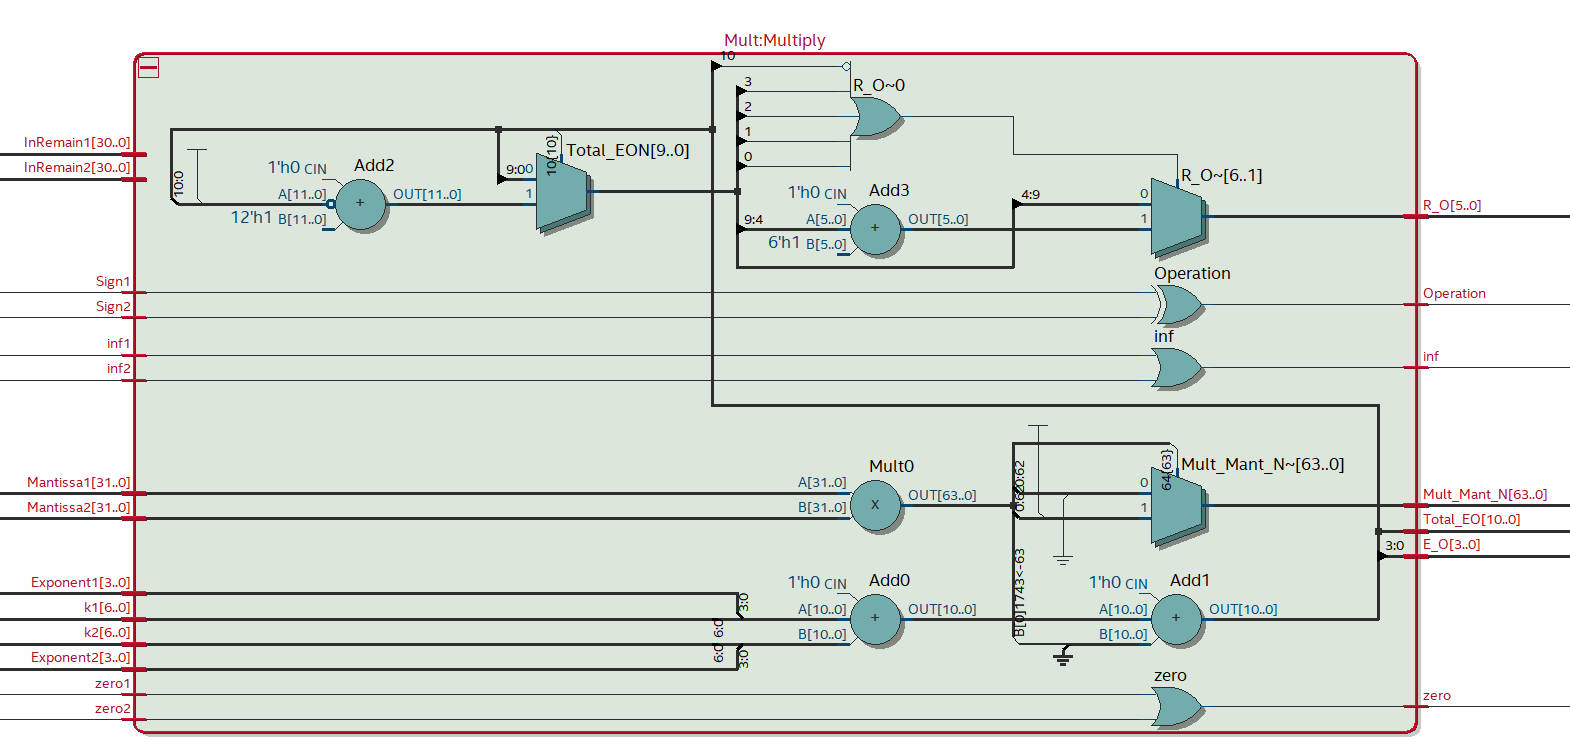 Mult:Multiply
10
3
R_O~0
2
1
0
InRemain1[30..0]
InRemain2[30..0]
10:0
1'h0 CIN
Add2
A[11..0]
OUT[11..0]
12'h1 B[11..0]
+
9:0
0
1
10{10}
Total_EON[9..0]
1'h0 CIN
Add3
9:4
A[5..0]
OUT[5..0]
6'h1 B[5..0]
+
4:9
0
1
R_O~[6..1]
R_O[5..0]
Sign1
Sign2
Operation
Operation
inf1
inf2
inf
inf
Mantissa1[31..0]
Mantissa2[31..0]
Mult0
A[31..0]
B[31..0]
OUT[63..0]
x
0:62
64{63}
0
1
Mult_Mant_N~[63..0]
Mult_Mant_N[63..0]
Total_EO[10..0]
3:0
E_O[3..0]
Exponent1[3..0]
k1[6..0]
k2[6..0]
Exponent2[3..0]
3:0
6:0
6:0
3:0
1'h0 CIN
Add0
A[10..0]
OUT[10..0]
B[10..0]
+
B[0]1743<-63
1'h0 CIN
Add1
A[10..0]
OUT[10..0]
B[10..0]
+
zero1
zero2
zero
zero